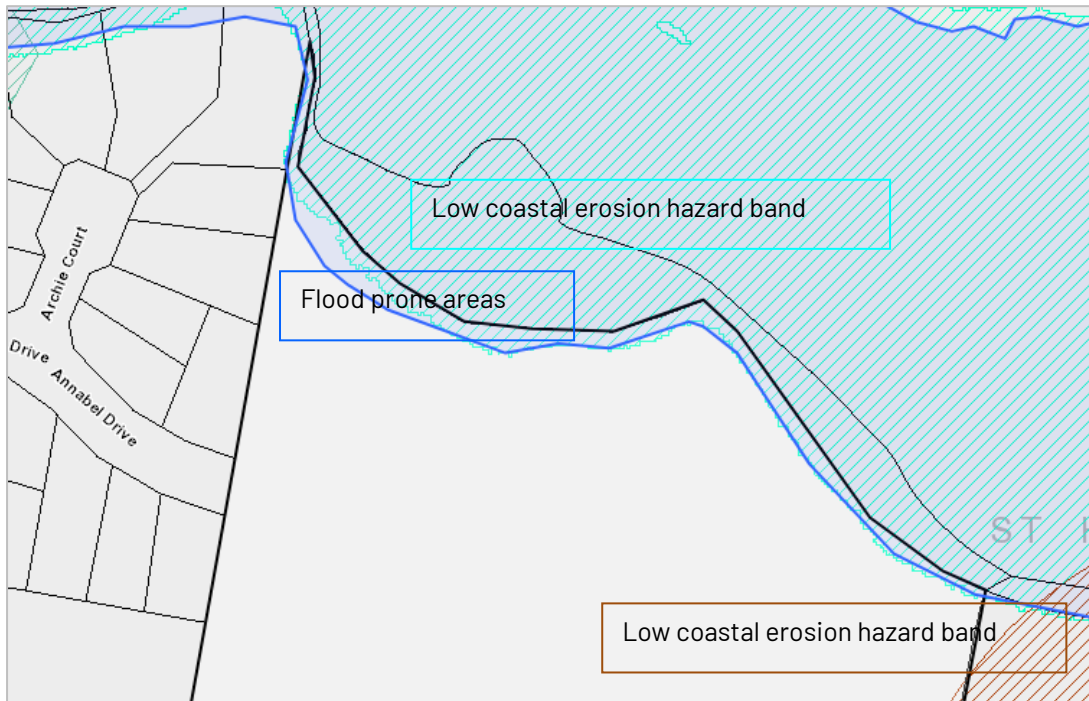 Low coastal erosion hazard band
Flood prone areas
Archie Court
Drive
Annabel Drive
ST
Low coastal erosion hazard band